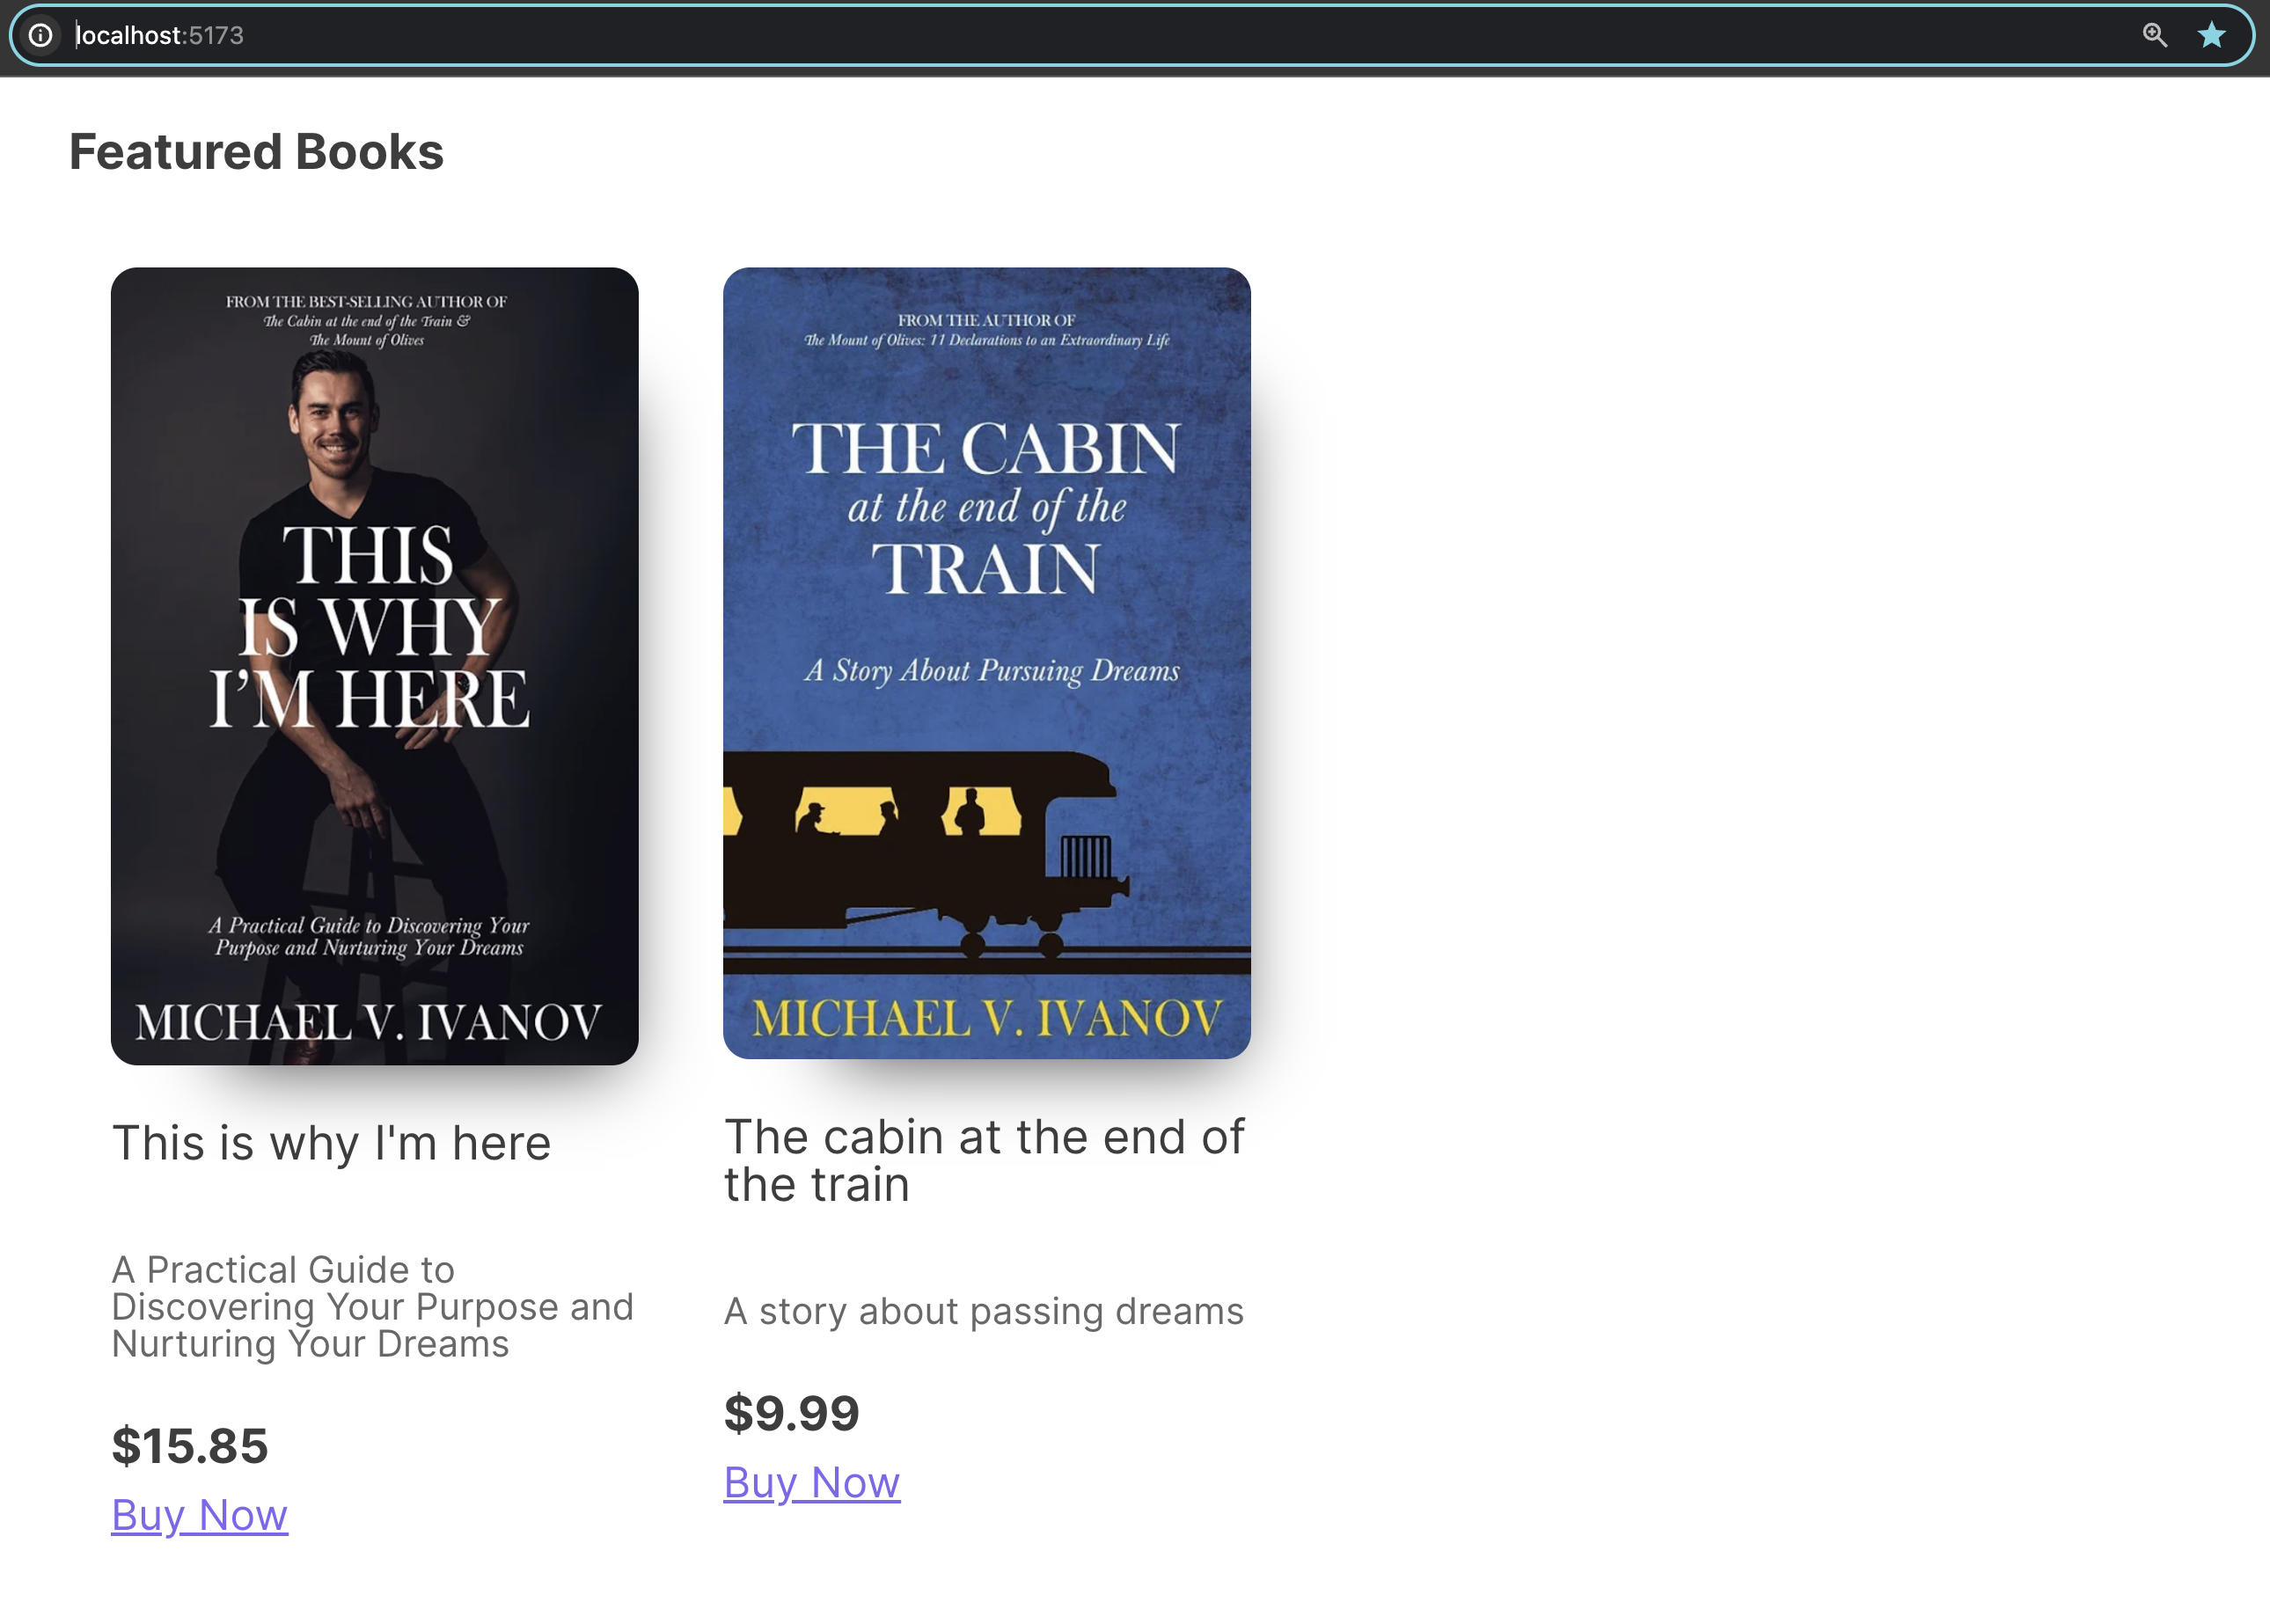 localhost:5173
Featured Books
FROM THE BEST-SELLING AUTHOR OF
The Cabin at the end of the Train &
The Mount of Olives
THIS
IS WHY
I'M HERE
A Practical Guide to Discovering Your
Purpose and Nurturing Your Dreams
MICHAEL V. IVANOV
This is why I'm here
A Practical Guide to
Discovering Your Purpose and
Nurturing Your Dreams
$15.85
Buy Now
FROM THE AUTHOR OF
The Mount of Olives: 11 Declarations to an Extraordinary Life
THE CABIN
at the end of the
TRAIN
A Story About Pursuing Dreams
MICHAEL V. IVANOV
The cabin at the end of
the train
A story about passing dreams
$9.99
Buy Now